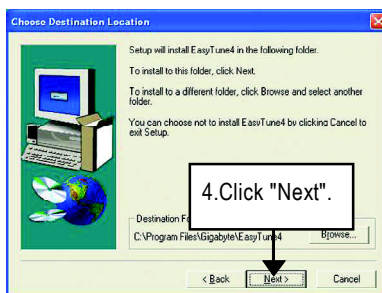 Choose Destination Location
Setup will install EasyTune4 in the following folder.
To install to this folder, click Next.
To install to a different folder, click Browse and select another
folder.
You can choose not to install EasyTune4 by clicking Cancel to
exit Setup.
4.Click "Next".
Destination Fo
C:\Program Files\Gigabyte\EasyTune4
Browse...
< Back
Next >
Cancel